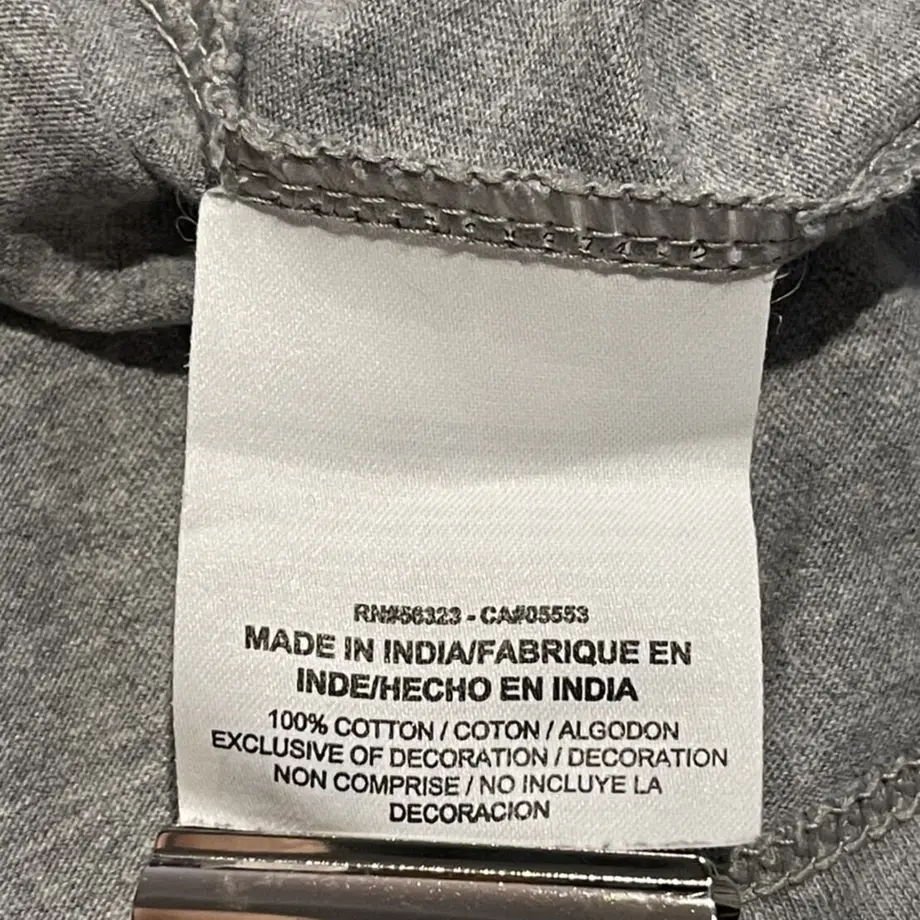 RN#56323 - CA#05553
MADE IN INDIA/FABRIQUE EN
INDE/HECHO EN INDIA
100% COTTON / COTON / ALGODON
EXCLUSIVE OF DECORATION / DECORATION
NON COMPRISE / NO INCLUYE LA
DECORACION